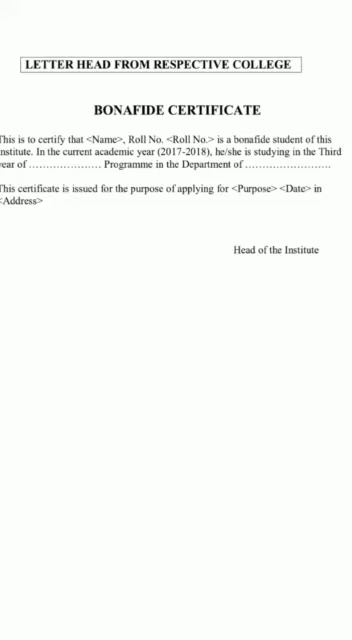 LETTER HEAD FROM RESPECTIVE COLLEGE
BONAFIDE CERTIFICATE
This is to certify that <Name>, Roll No. <Roll No.> is a bonafide student of this
institute. In the current academic year (2017-2018), he/she is studying in the Third
year of ………………… Programme in the Department of …………………….
This certificate is issued for the purpose of applying for <Purpose> <Date> in
<Address>
Head of the Institute